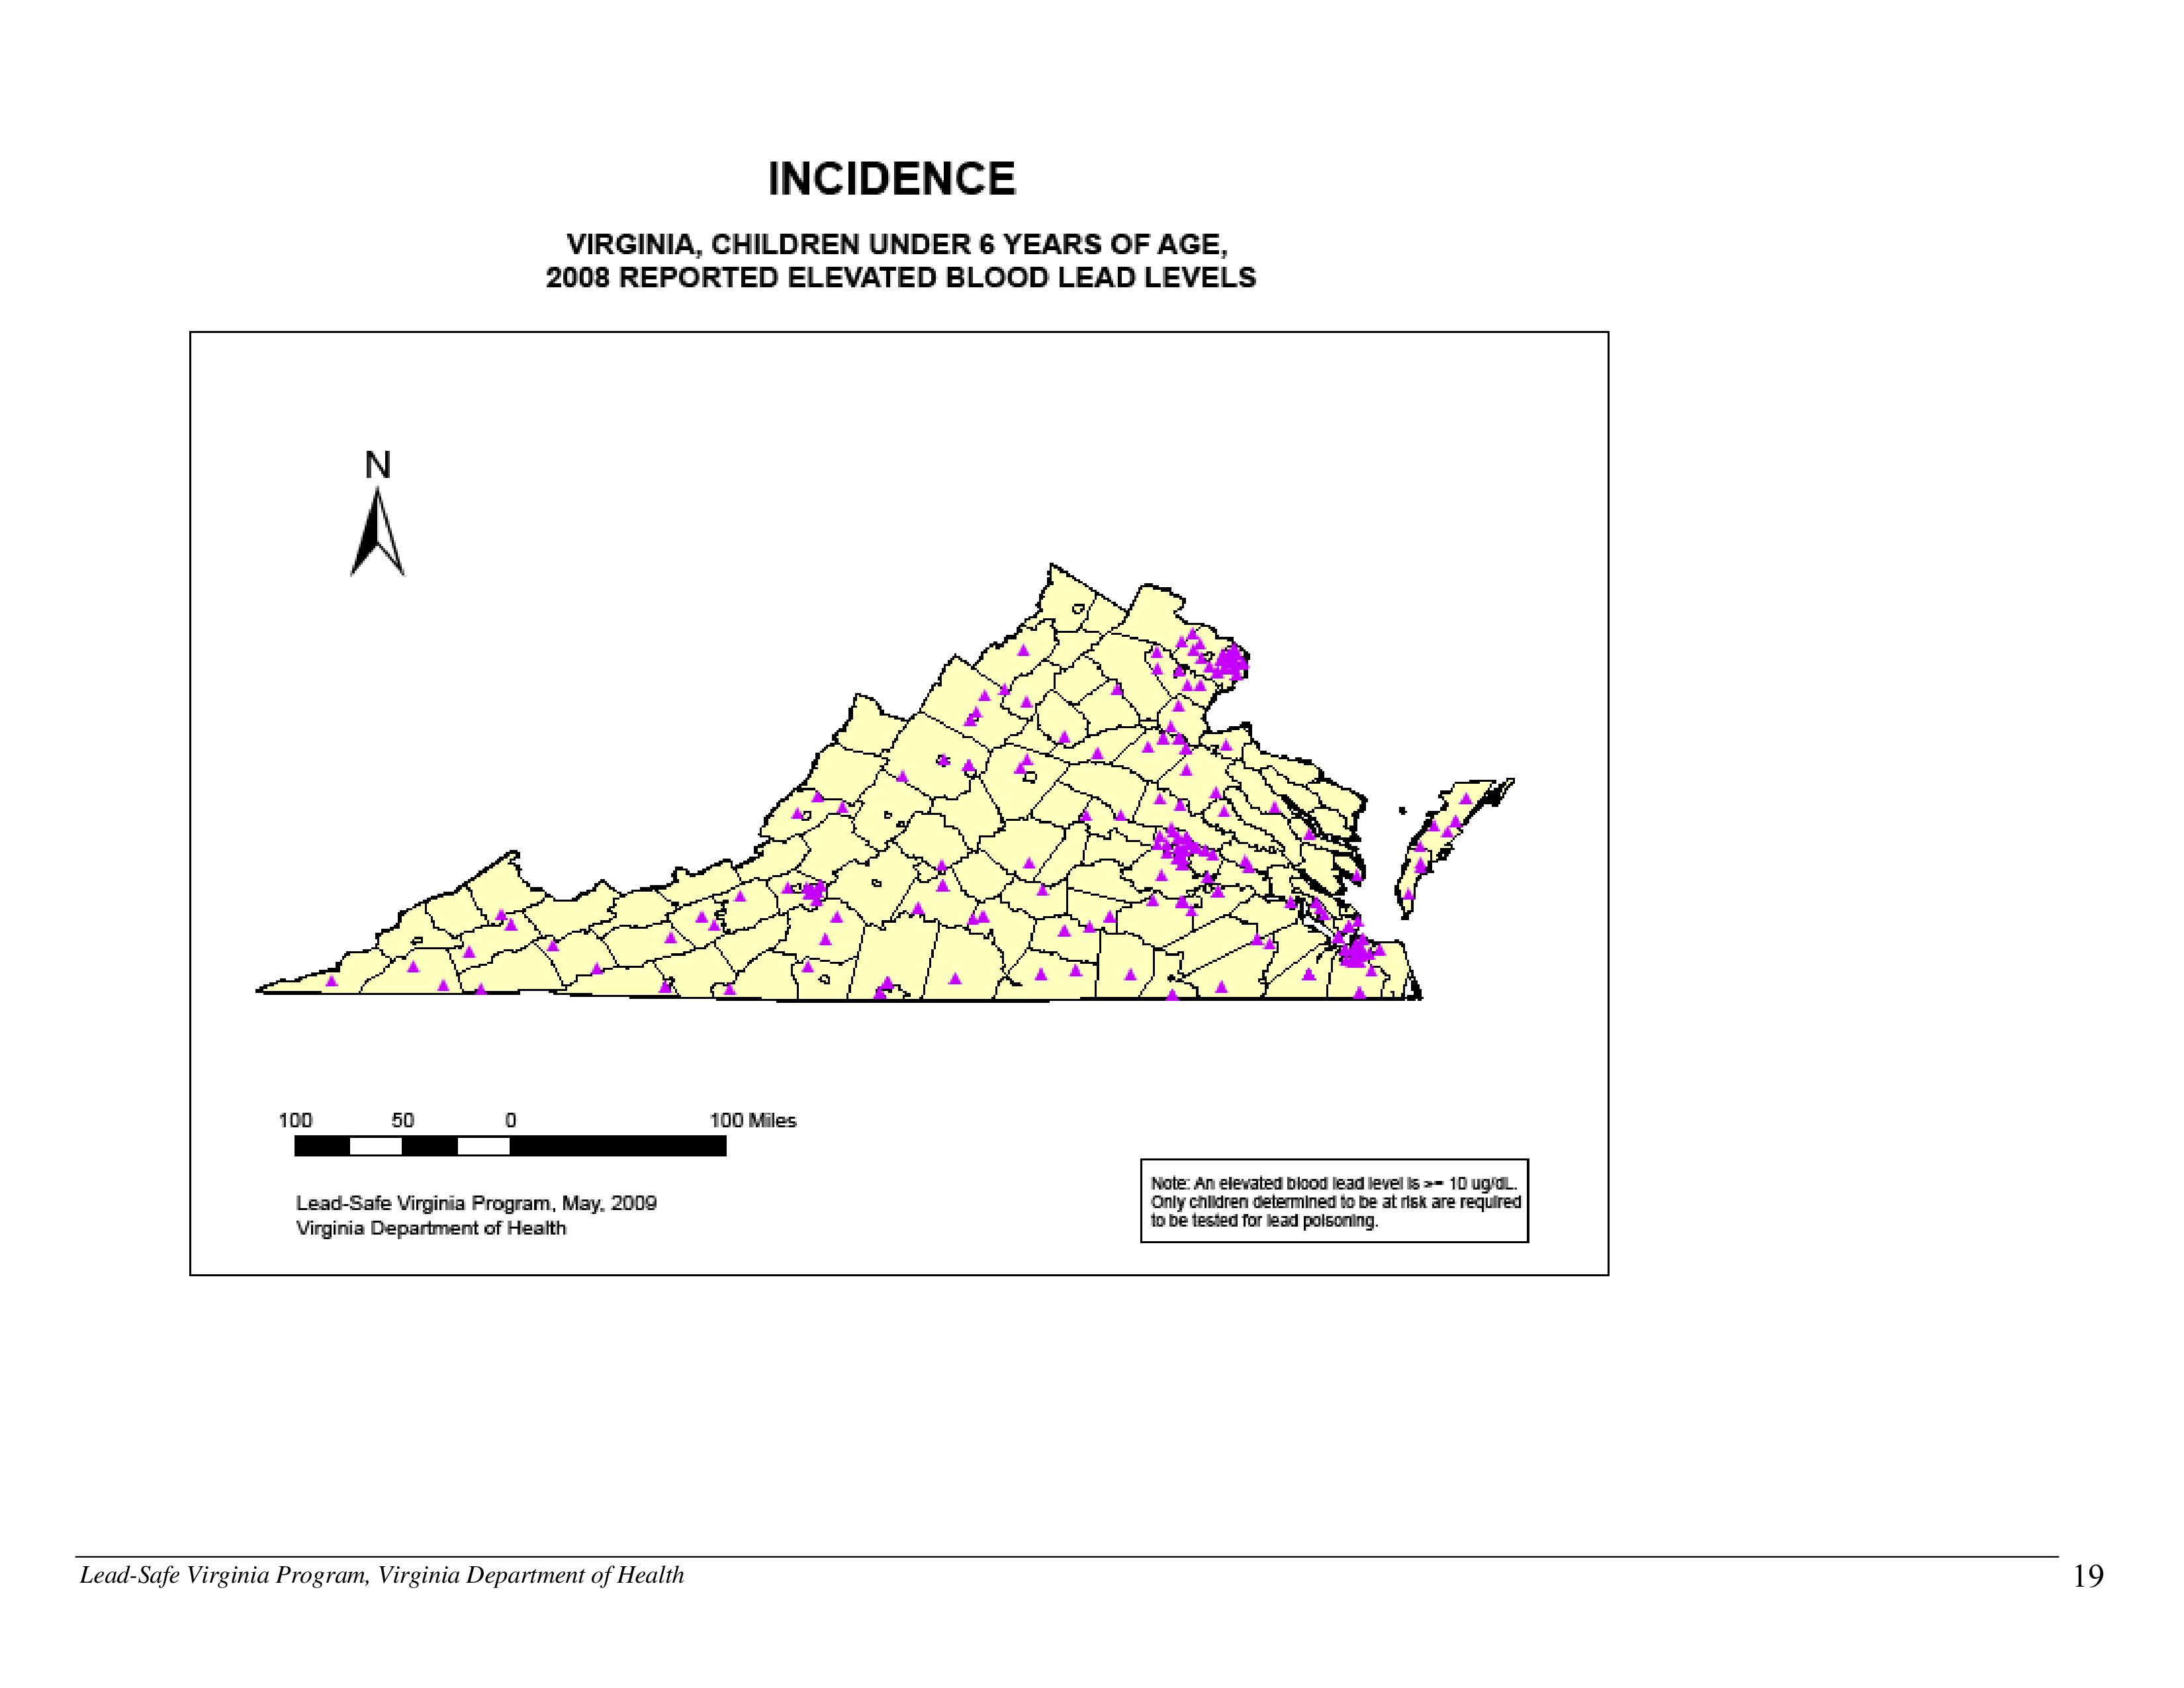 INCIDENCE
VIRGINIA, CHILDREN UNDER 6 YEARS OF AGE,
2008 REPORTED ELEVATED BLOOD LEAD LEVELS
N
100 50 0 100 Miles
Lead-Safe Virginia Program, May, 2009
Virginia Department of Health
Note: An elevated blood lead level is >= 10 ug/dL.
Only children determined to be at risk are required
to be tested for lead poisoning.
Lead-Safe Virginia Program, Virginia Department of Health 19